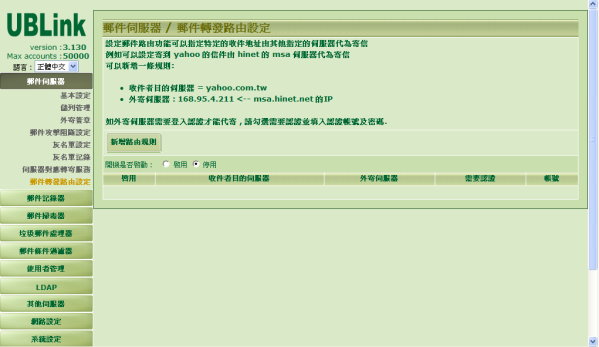 UBLink
version : 3.130
Max accounts : 50000
語言： 正體中文
郵件伺服器
基本設定
佇列管理
外寄簽章
郵件攻擊阻隔設定
灰名單設定
灰名單記錄
伺服器對應轉寄服務
郵件轉發路由設定
郵件記錄器
郵件掃毒器
垃圾郵件處理器
郵件條件過濾器
使用者管理
LDAP
其他伺服器
網路設定
系統設定
郵件伺服器 / 郵件轉發路由設定
設定郵件路由功能可以指定特定的收件地址由其他指定的伺服器代為寄信
例如可以設定寄到 yahoo 的信件由 hinet 的 msa 伺服器代為寄信
可以新增一條規則:
• 收件者目的伺服器 = yahoo.com.tw
• 外寄伺服器 : 168.95.4.211 <-- msa.hinet.net 的IP
如外寄伺服器需要登入認證才能代寄 , 請勾選需要認證並填入認證帳號及密碼.
新增路由規則
開機是否啟動： 啟用 停用
啟用 收件者目的伺服器 外寄伺服器 需要認證 帳號